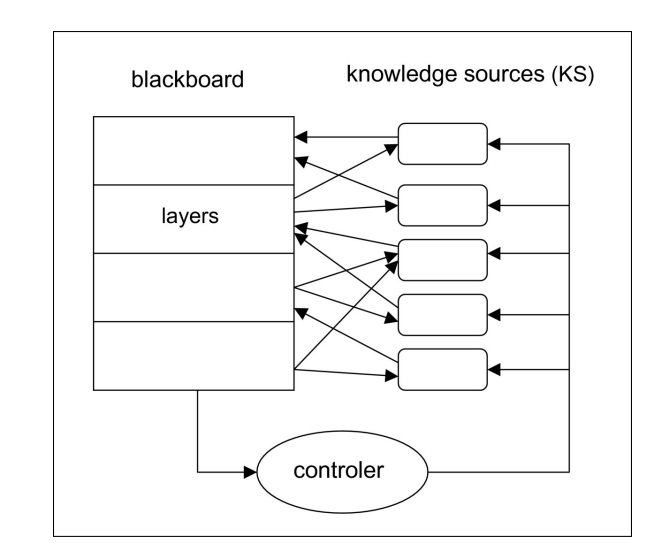 blackboard
knowledge sources (KS)
layers
controler